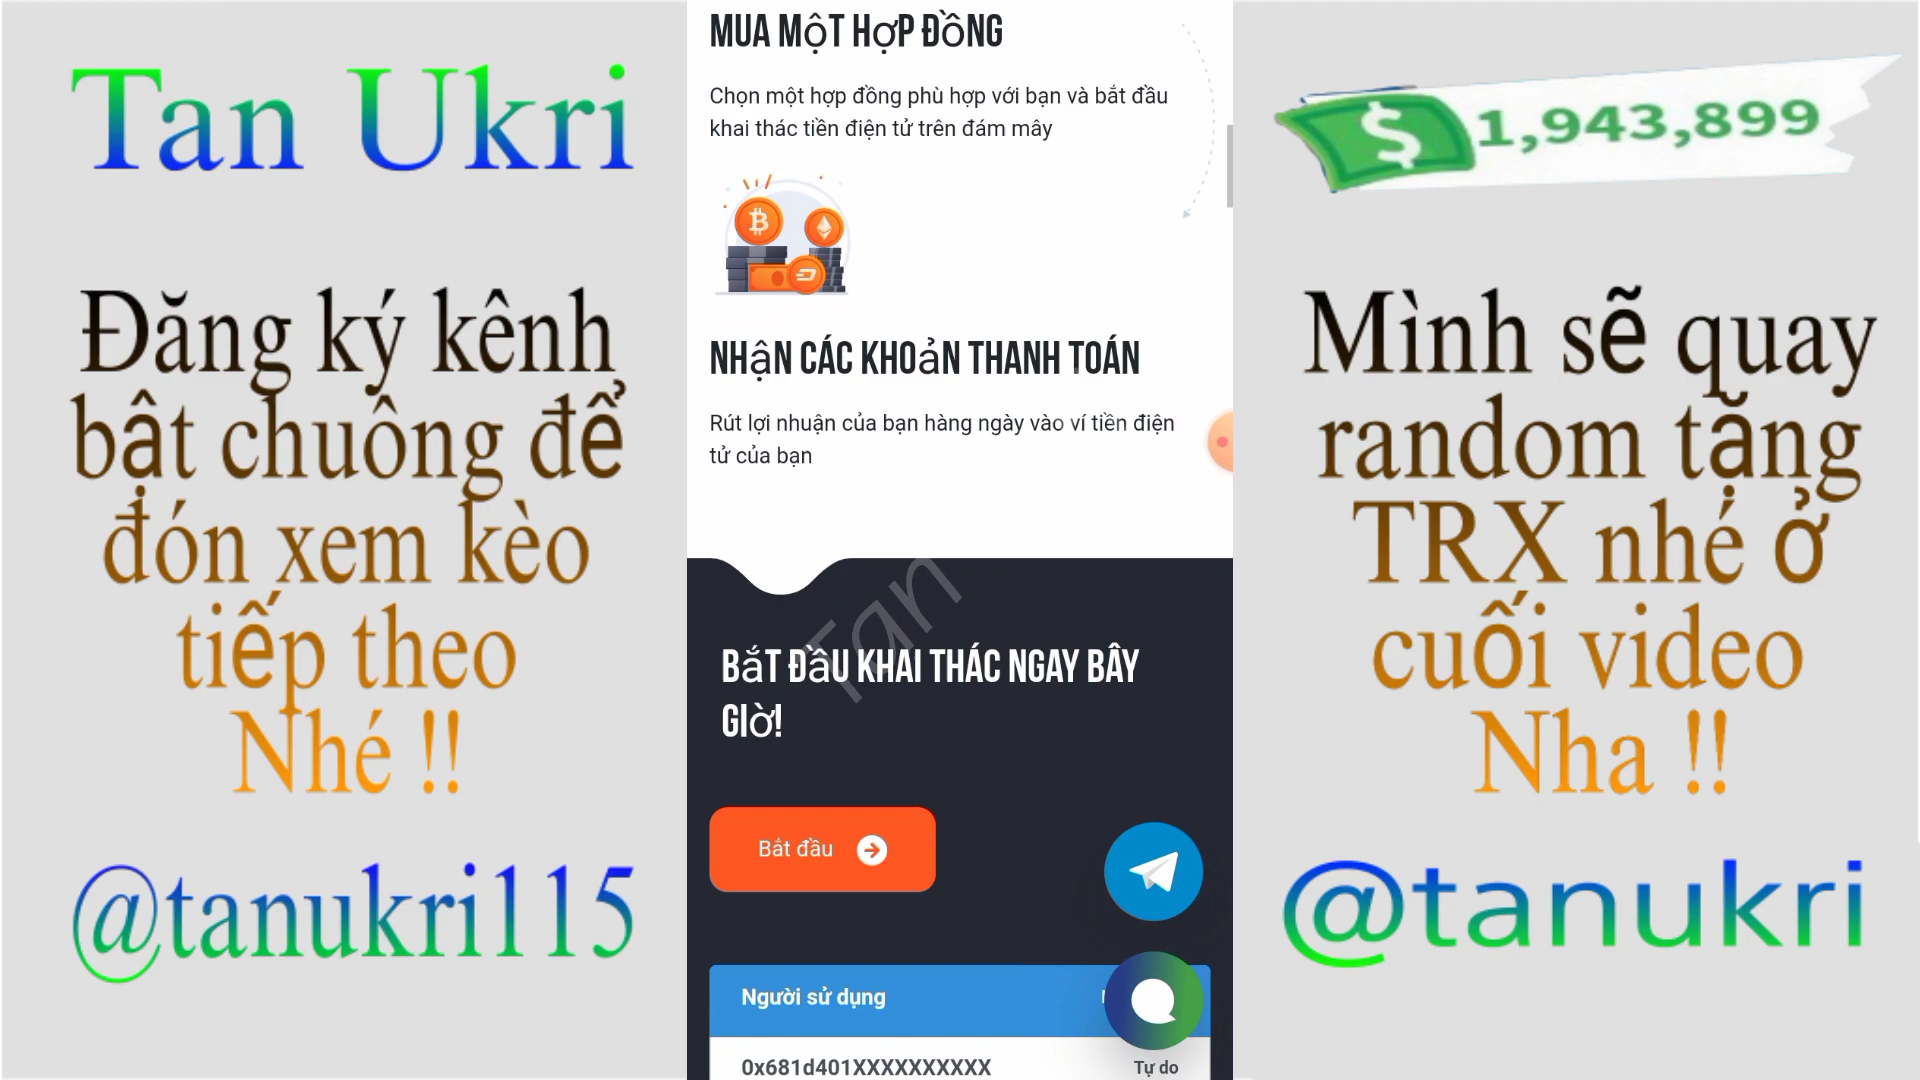 Tan Ukri
Đăng ký kênh
bật chuông để
đón xem kèo
tiếp theo
Nhé !!
@tanukri115
MUA MỘT HỢP ĐỒNG
Chọn một hợp đồng phù hợp với bạn và bắt đầu
khai thác tiền điện tử trên đám mây
NHẬN CÁC KHOẢN THANH TOÁN
Rút lợi nhuận của bạn hàng ngày vào ví tiền điện
tử của bạn
Tan
BẮT ĐẦU KHAI THÁC NGAY BÂY
GIỜ!
Bắt đầu
Người sử dụng
0x681d401XXXXXXXXXX
Tự do
$ 1,943,899
Mình sẽ quay
random tặng
TRX nhé ở
cuối video
Nha !!
@tanukri